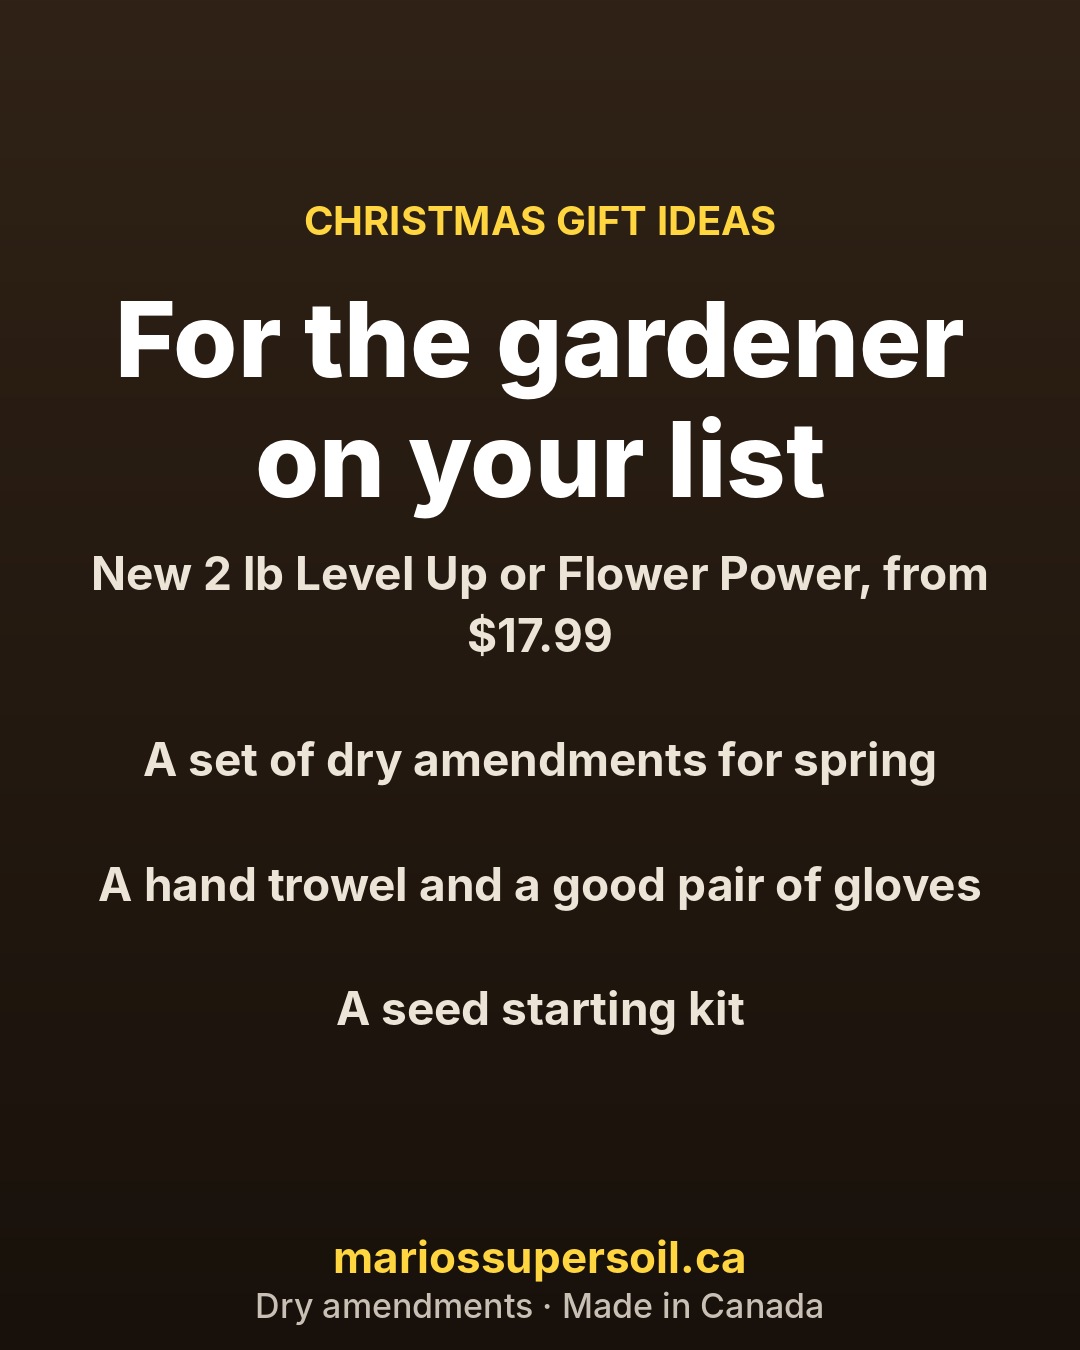 CHRISTMAS GIFT IDEAS
For the gardener
on your list
New 2 lb Level Up or Flower Power, from
$17.99
A set of dry amendments for spring
A hand trowel and a good pair of gloves
A seed starting kit
mariossupersoil.ca
Dry amendments · Made in Canada